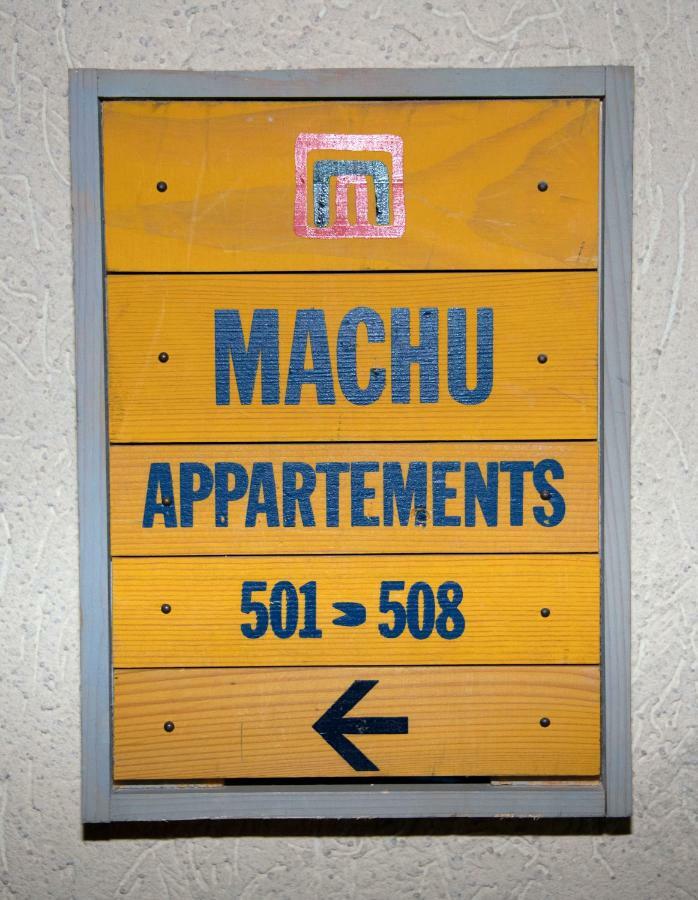 m
MACHU
APPARTEMENTS
501 > 508
←